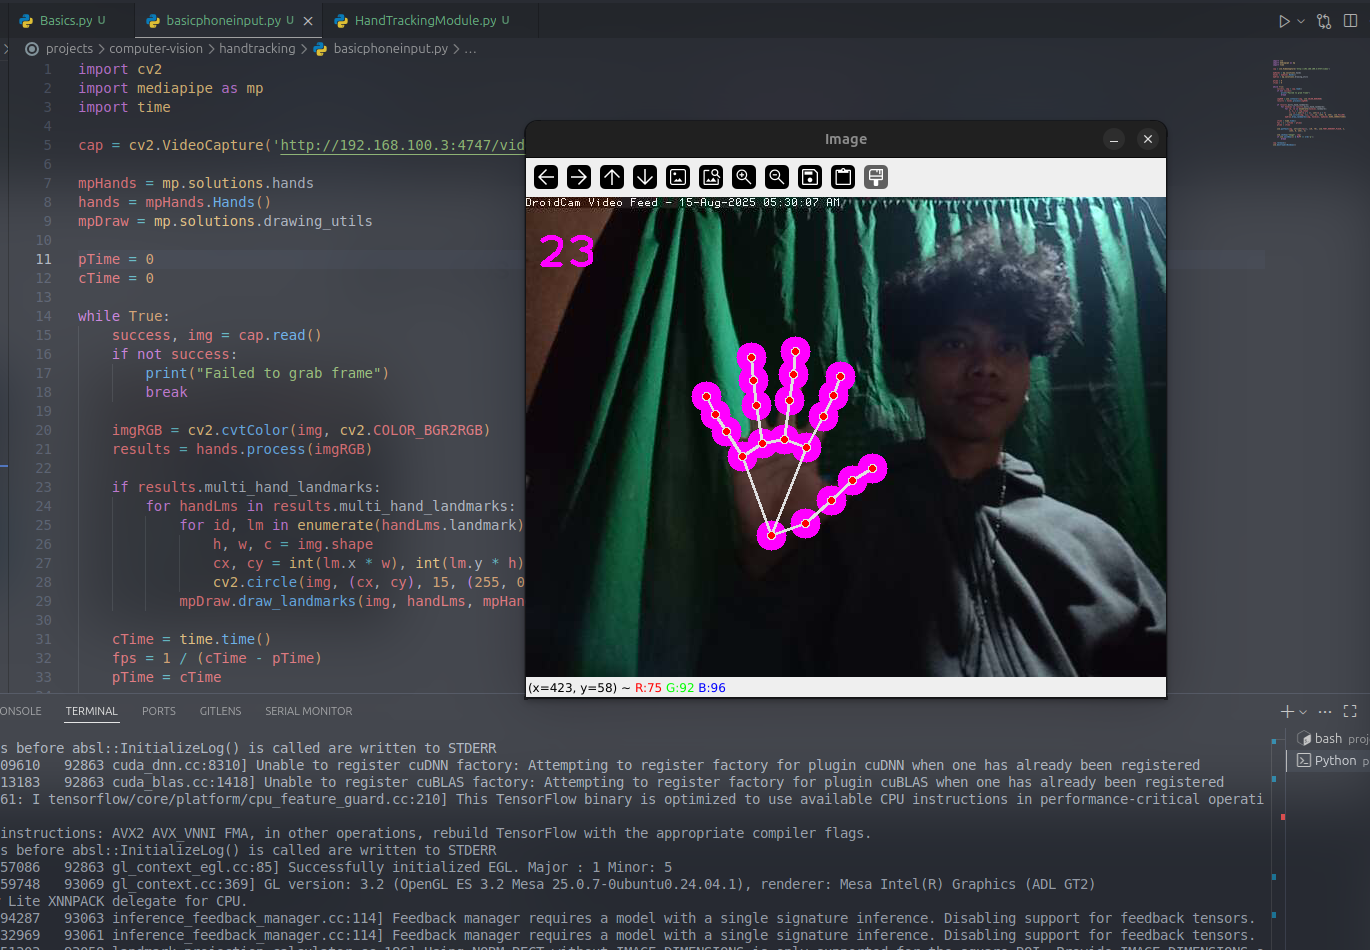 Basics.py U
basicphoneinput.py U
HandTrackingModule.py U
projects > computer-vision > handtracking > basicphoneinput.py > ...
1 import cv2
2 import mediapipe as mp
3 import time
4
5 cap = cv2.VideoCapture('http://192.168.100.3:4747/vid
6
7 mpHands = mp.solutions.hands
8 hands = mpHands.Hands()
9 mpDraw = mp.solutions.drawing_utils
10
11 pTime = 0
12 cTime = 0
13
14 while True:
15 success, img = cap.read()
16 if not success:
17 print("Failed to grab frame")
18 break
19
20 imgRGB = cv2.cvtColor(img, cv2.COLOR_BGR2RGB)
21 results = hands.process(imgRGB)
22
23 if results.multi_hand_landmarks:
24 for handLms in results.multi_hand_landmarks:
25 for id, lm in enumerate(handLms.landmark)
26 h, w, c = img.shape
27 cx, cy = int(lm.x * w), int(lm.y * h)
28 cv2.circle(img, (cx, cy), 15, (255, 0
29 mpDraw.draw_landmarks(img, handLms, mpHan
30
31 cTime = time.time()
32 fps = 1 / (cTime - pTime)
33 pTime = cTime
Image
DroidCam Video Feed - 15-Aug-2025 05:30:07 AM
23
(x=423, y=58) ~ R:75 G:92 B:96
ONSOLE TERMINAL PORTS GITLENS SERIAL MONITOR
bash proj
Python p
s before absl::InitializeLog() is called are written to STDERR
09610 92863 cuda_dnn.cc:8310] Unable to register cuDNN factory: Attempting to register factory for plugin cuDNN when one has already been registered
13183 92863 cuda_blas.cc:1418] Unable to register cuBLAS factory: Attempting to register factory for plugin cuBLAS when one has already been registered
61: I tensorflow/core/platform/cpu_feature_guard.cc:210] This TensorFlow binary is optimized to use available CPU instructions in performance-critical operati
instructions: AVX2 AVX_VNNI FMA, in other operations, rebuild TensorFlow with the appropriate compiler flags.
s before absl::InitializeLog() is called are written to STDERR
57086 92863 gl_context_egl.cc:85] Successfully initialized EGL. Major : 1 Minor: 5
59748 93069 gl_context.cc:369] GL version: 3.2 (OpenGL ES 3.2 Mesa 25.0.7-0ubuntu0.24.04.1), renderer: Mesa Intel(R) Graphics (ADL GT2)
Lite XNNPACK delegate for CPU.
94287 93063 inference_feedback_manager.cc:114] Feedback manager requires a model with a single signature inference. Disabling support for feedback tensors.
32969 93061 inference_feedback_manager.cc:114] Feedback manager requires a model with a single signature inference. Disabling support for feedback tensors.